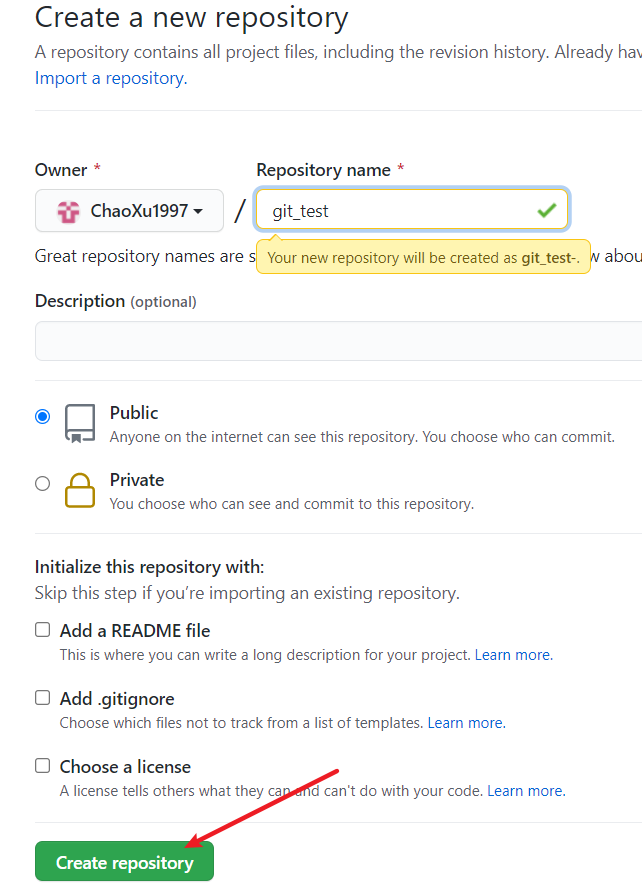 Create a new repository
A repository contains all project files, including the revision history. Already hav
Import a repository.
Owner *
Repository name *
ChaoXu1997
/
git_test
Great repository names are s
w abou
Your new repository will be created as git_test-.
Description (optional)
Public
Anyone on the internet can see this repository. You choose who can commit.
Private
You choose who can see and commit to this repository.
Initialize this repository with:
Skip this step if you’re importing an existing repository.
Add a README file
This is where you can write a long description for your project. Learn more.
Add .gitignore
Choose which files not to track from a list of templates. Learn more.
Choose a license
A license tells others what they can and can't do with your code. Learn more.
Create repository